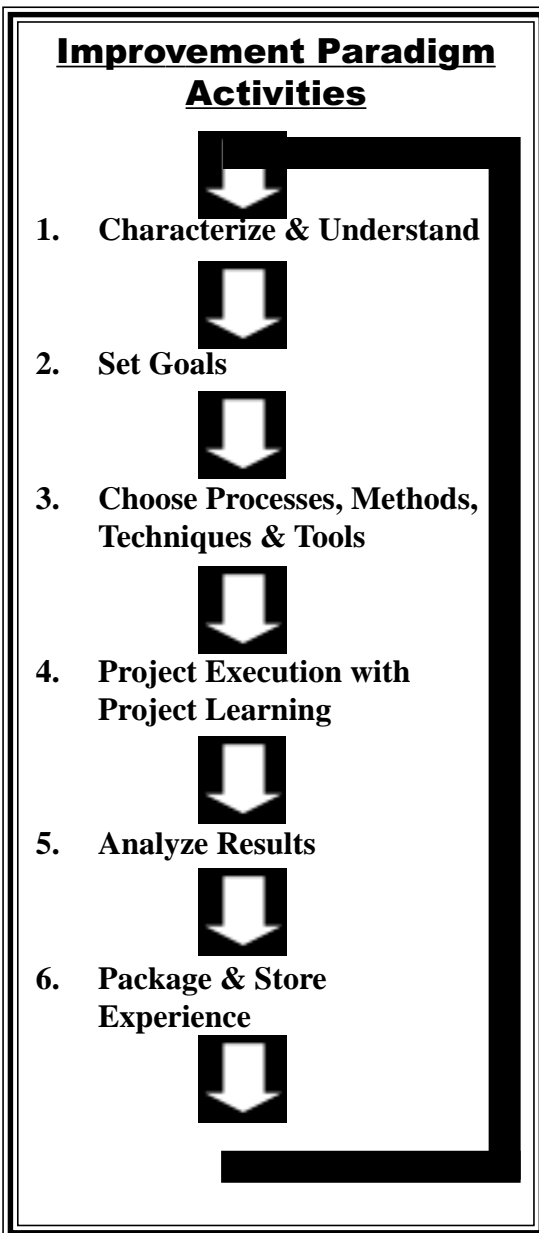 Improvement Paradigm
Activities
1. Characterize & Understand
2. Set Goals
3. Choose Processes, Methods,
Techniques & Tools
4. Project Execution with
Project Learning
5. Analyze Results
6. Package & Store
Experience